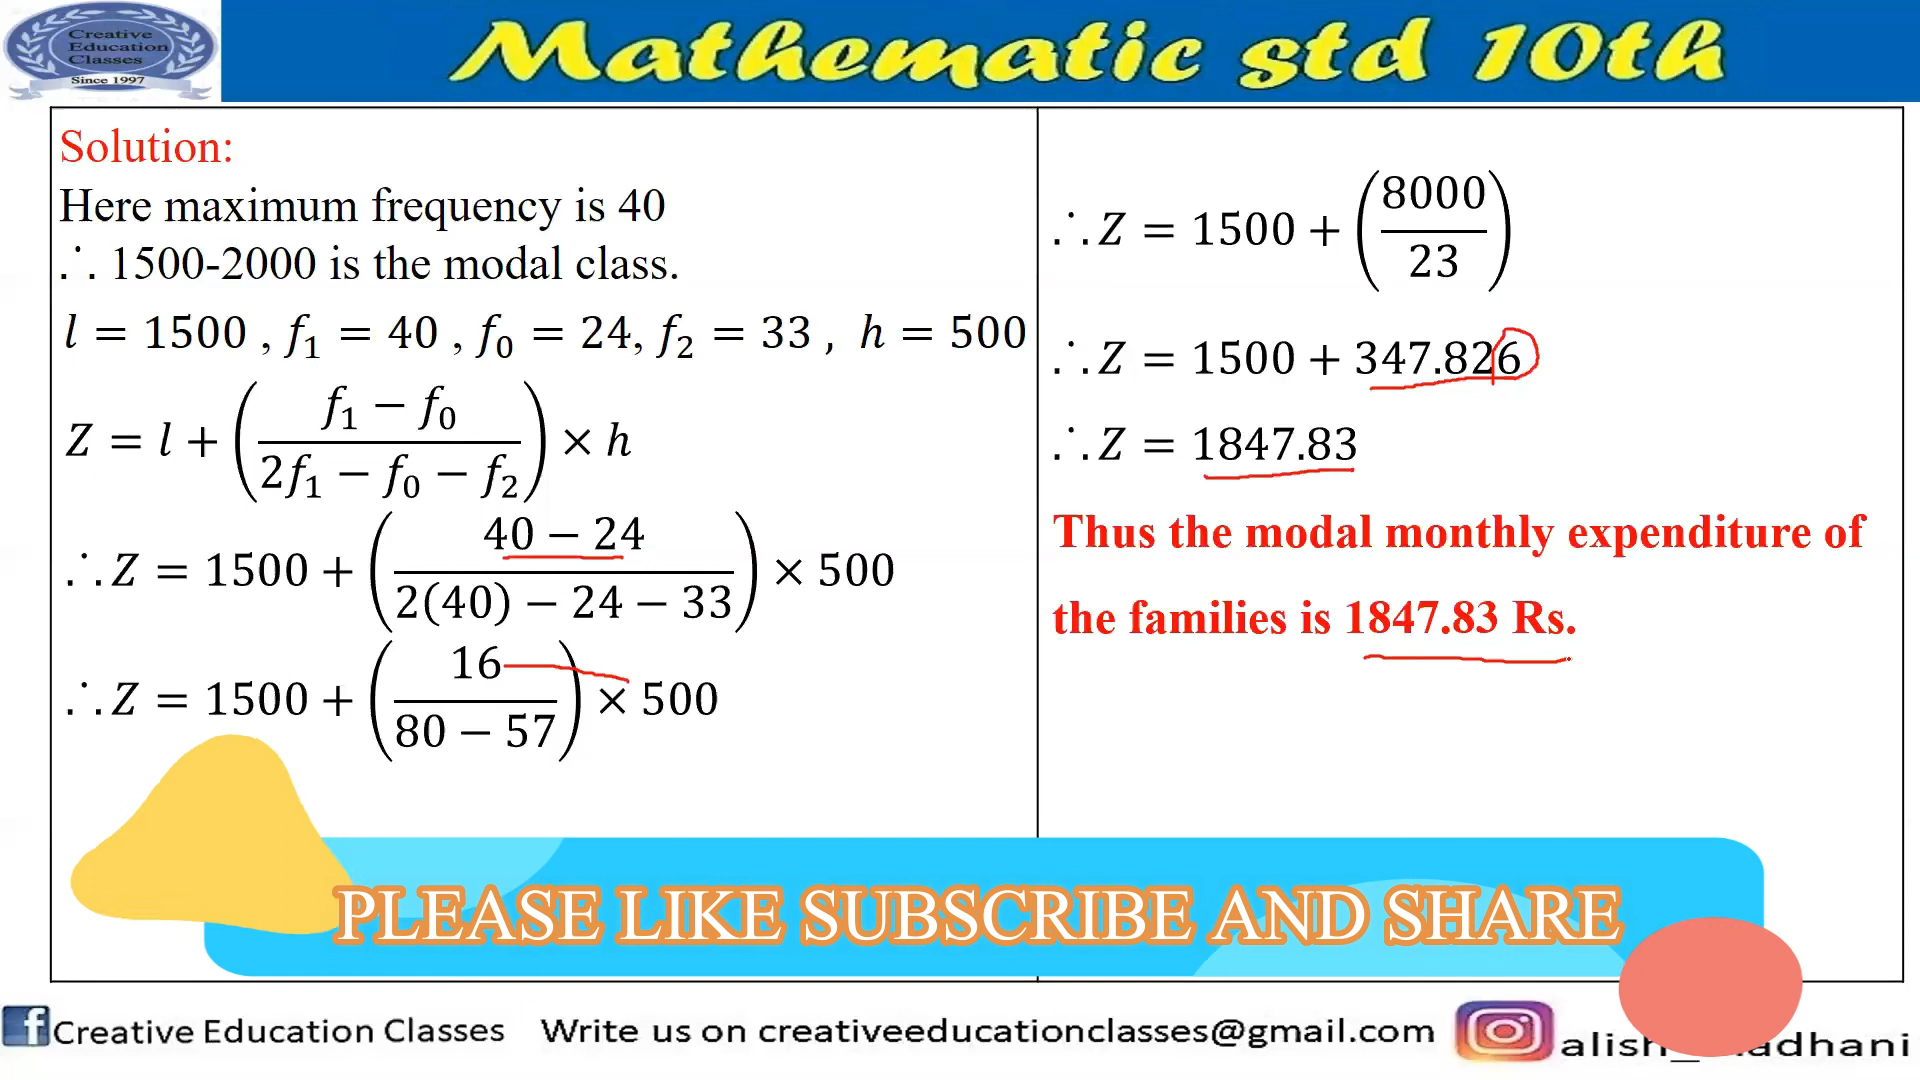 Creative
Education
Classes
Since 1997
Mathematic std 10th
Solution:
Here maximum frequency is 40
∴ 1500-2000 is the modal class.
l = 1500 , f₁ = 40 , f₀ = 24, f₂ = 33 , h = 500
Z = l + ((f₁ − f₀)/(2f₁ − f₀ − f₂)) × h
∴ Z = 1500 + ((40 − 24)/(2(40) − 24 − 33)) × 500
∴ Z = 1500 + (16/(80 − 57)) × 500
∴ Z = 1500 + (8000/23)
∴ Z = 1500 + 347.826
∴ Z = 1847.83
Thus the modal monthly expenditure of
the families is 1847.83 Rs.
PLEASE LIKE SUBSCRIBE AND SHARE
Creative Education Classes Write us on creativeeducationclasses@gmail.com